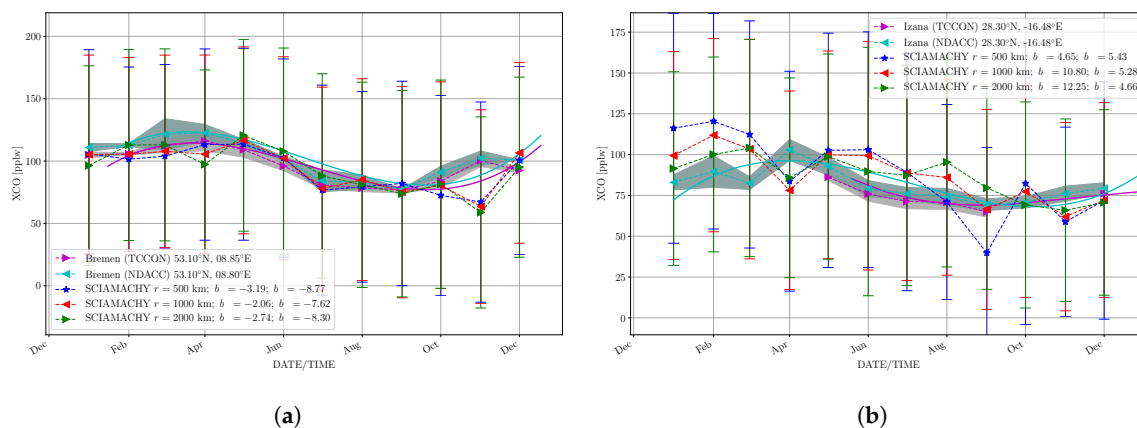 200
150
100
50
0
XCO [ppbv]
Bremen (TCCON) 53.10°N, 08.85°E
Bremen (NDACC) 53.10°N, 08.80°E
SCIAMACHY r = 500 km; b = −3.19; b = −8.77
SCIAMACHY r = 1000 km; b = −2.06; b = −7.62
SCIAMACHY r = 2000 km; b = −2.74; b = −8.30
Dec Feb Apr Jun Aug Oct Dec
DATE/TIME
(a)
175
150
125
100
75
50
25
0
XCO [ppbv]
Izana (TCCON) 28.30°N, -16.48°E
Izana (NDACC) 28.30°N, -16.48°E
SCIAMACHY r = 500 km; b = 4.65; b = 5.43
SCIAMACHY r = 1000 km; b = 10.80; b = 5.28
SCIAMACHY r = 2000 km; b = 12.25; b = 4.66
Dec Feb Apr Jun Aug Oct Dec
DATE/TIME
(b)